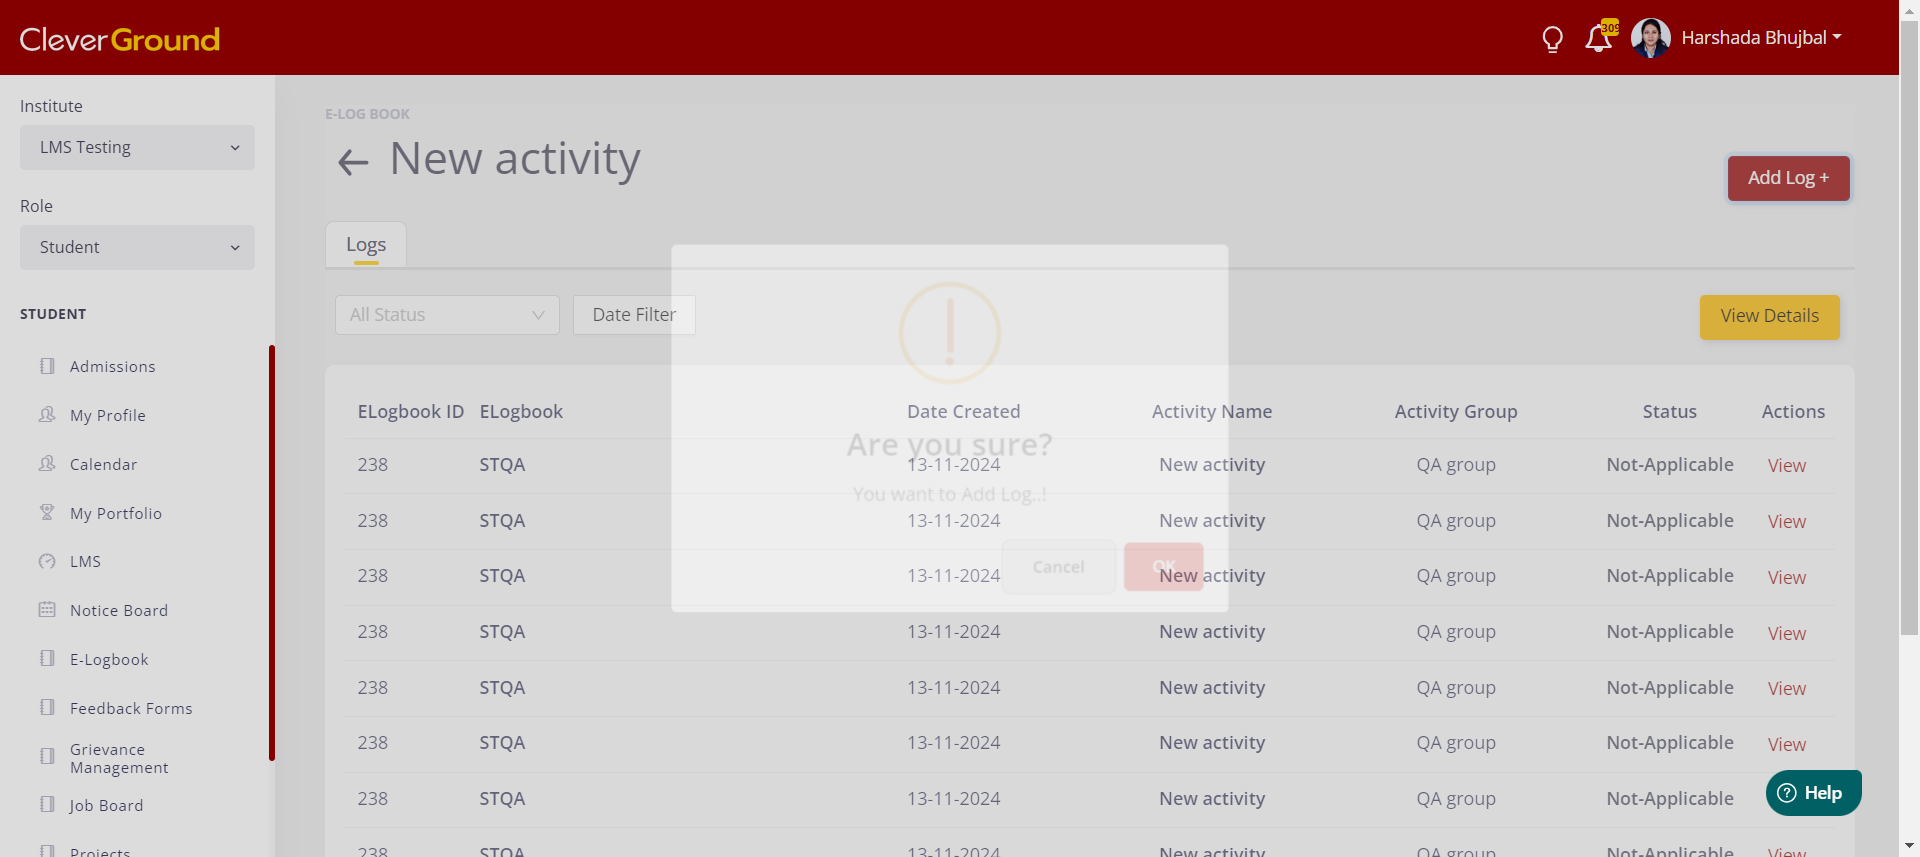 CleverGround
309
Harshada Bhujbal
Institute
LMS Testing
Role
Student
STUDENT
Admissions
My Profile
Calendar
My Portfolio
LMS
Notice Board
E-Logbook
Feedback Forms
Grievance
Management
Job Board
Projects
E-LOG BOOK
New activity
Add Log +
Logs
All Status
Date Filter
View Details
ELogbook ID ELogbook Date Created Activity Name Activity Group Status Actions
238 STQA 13-11-2024 New activity QA group Not-Applicable View
238 STQA 13-11-2024 New activity QA group Not-Applicable View
238 STQA 13-11-2024 New activity QA group Not-Applicable View
238 STQA 13-11-2024 New activity QA group Not-Applicable View
238 STQA 13-11-2024 New activity QA group Not-Applicable View
238 STQA 13-11-2024 New activity QA group Not-Applicable View
238 STQA 13-11-2024 New activity QA group Not-Applicable View
238 STQA 13-11-2024 New activity QA group Not-Applicable View
Are you sure?
You want to Add Log..!
Cancel
OK
Help